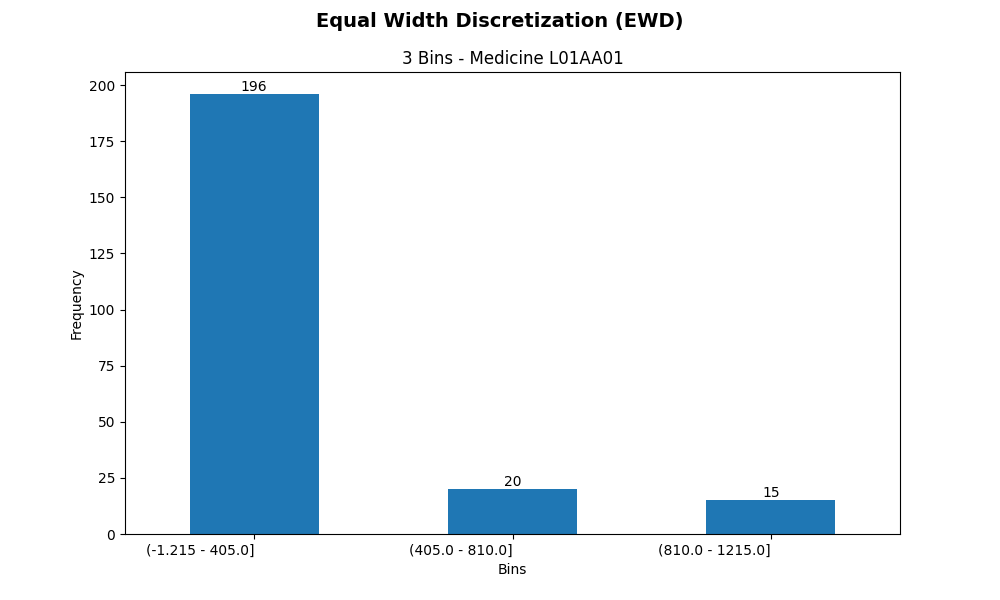 Equal Width Discretization (EWD)
3 Bins - Medicine L01AA01
200
175
150
125
100
75
50
25
0
Frequency
196
20
15
(-1.215 - 405.0]
(405.0 - 810.0]
(810.0 - 1215.0]
Bins